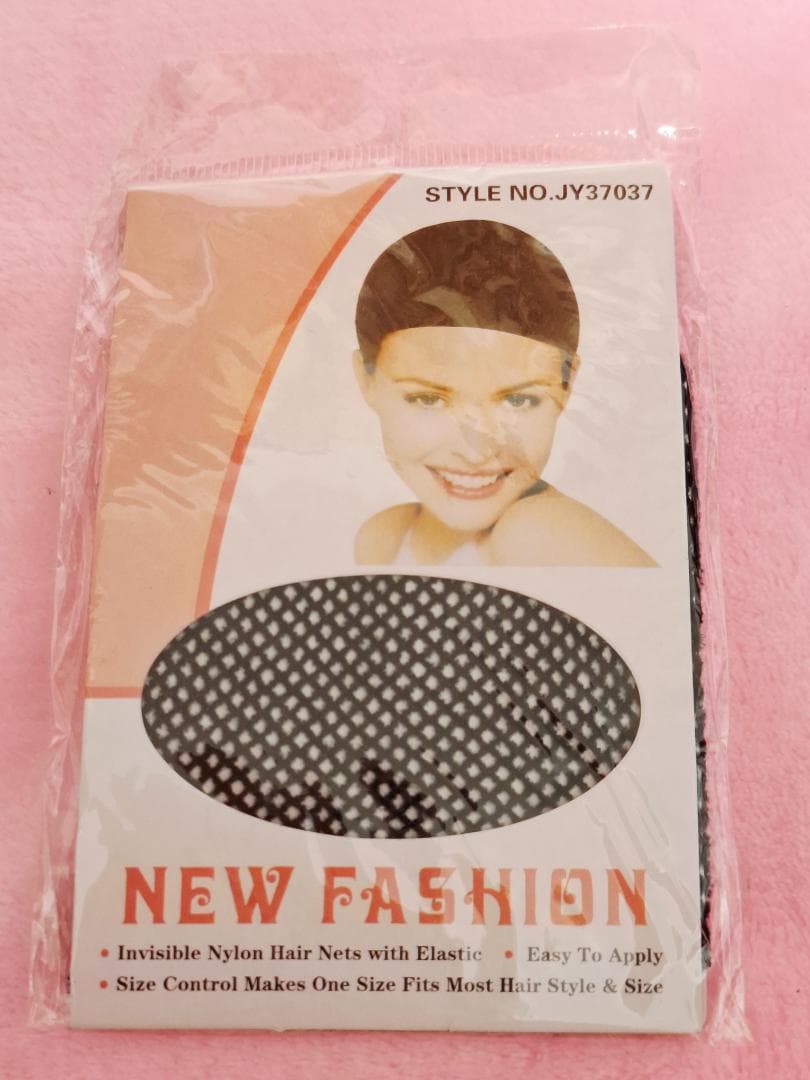 STYLE NO.JY37037
NEW FASHION
• Invisible Nylon Hair Nets with Elastic • Easy To Apply
• Size Control Makes One Size Fits Most Hair Style & Size